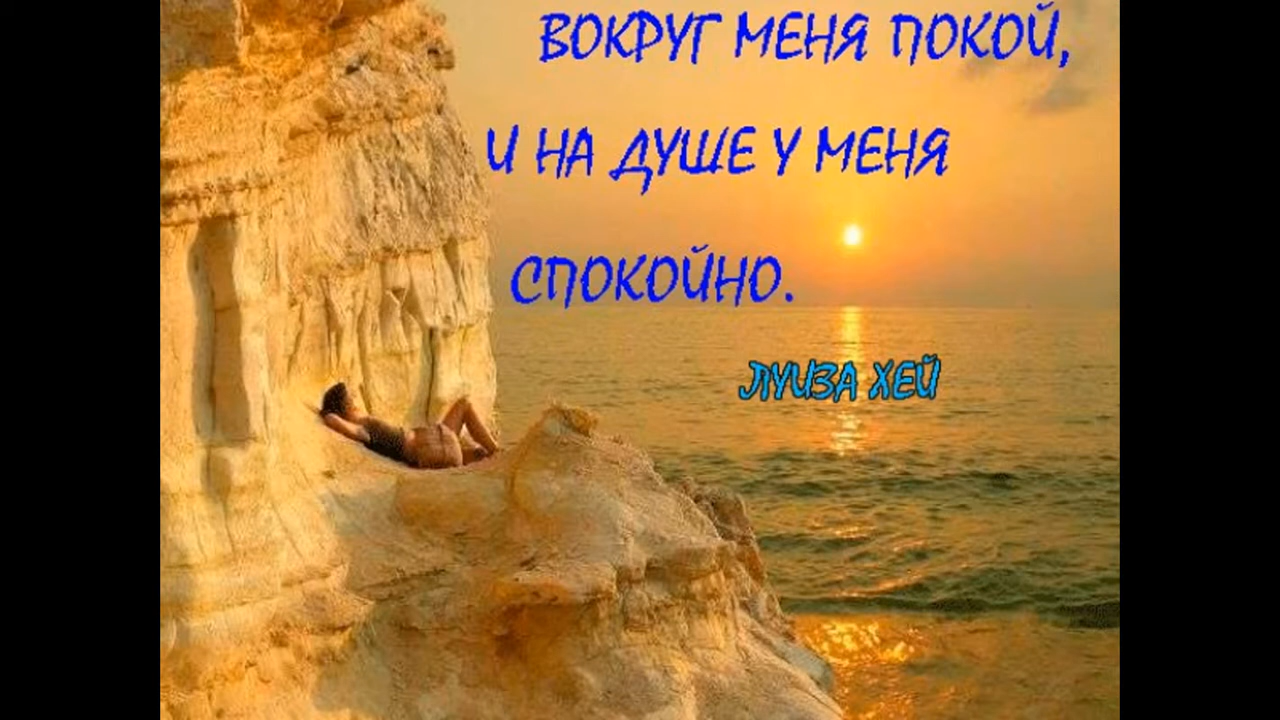 ВОКРУГ МЕНЯ ПОКОЙ,
И НА ДУШЕ У МЕНЯ
СПОКОЙНО.
ЛУИЗА ХЕЙ